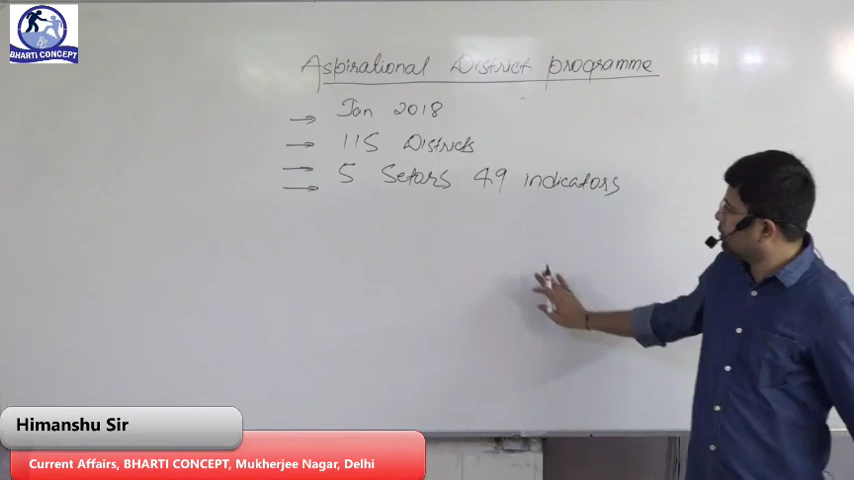 BHARTI CONCEPT
Aspirational District programme
Jan 2018
115 Districts
5 Setors 49 indicators
Himanshu Sir
Current Affairs, BHARTI CONCEPT, Mukherjee Nagar, Delhi